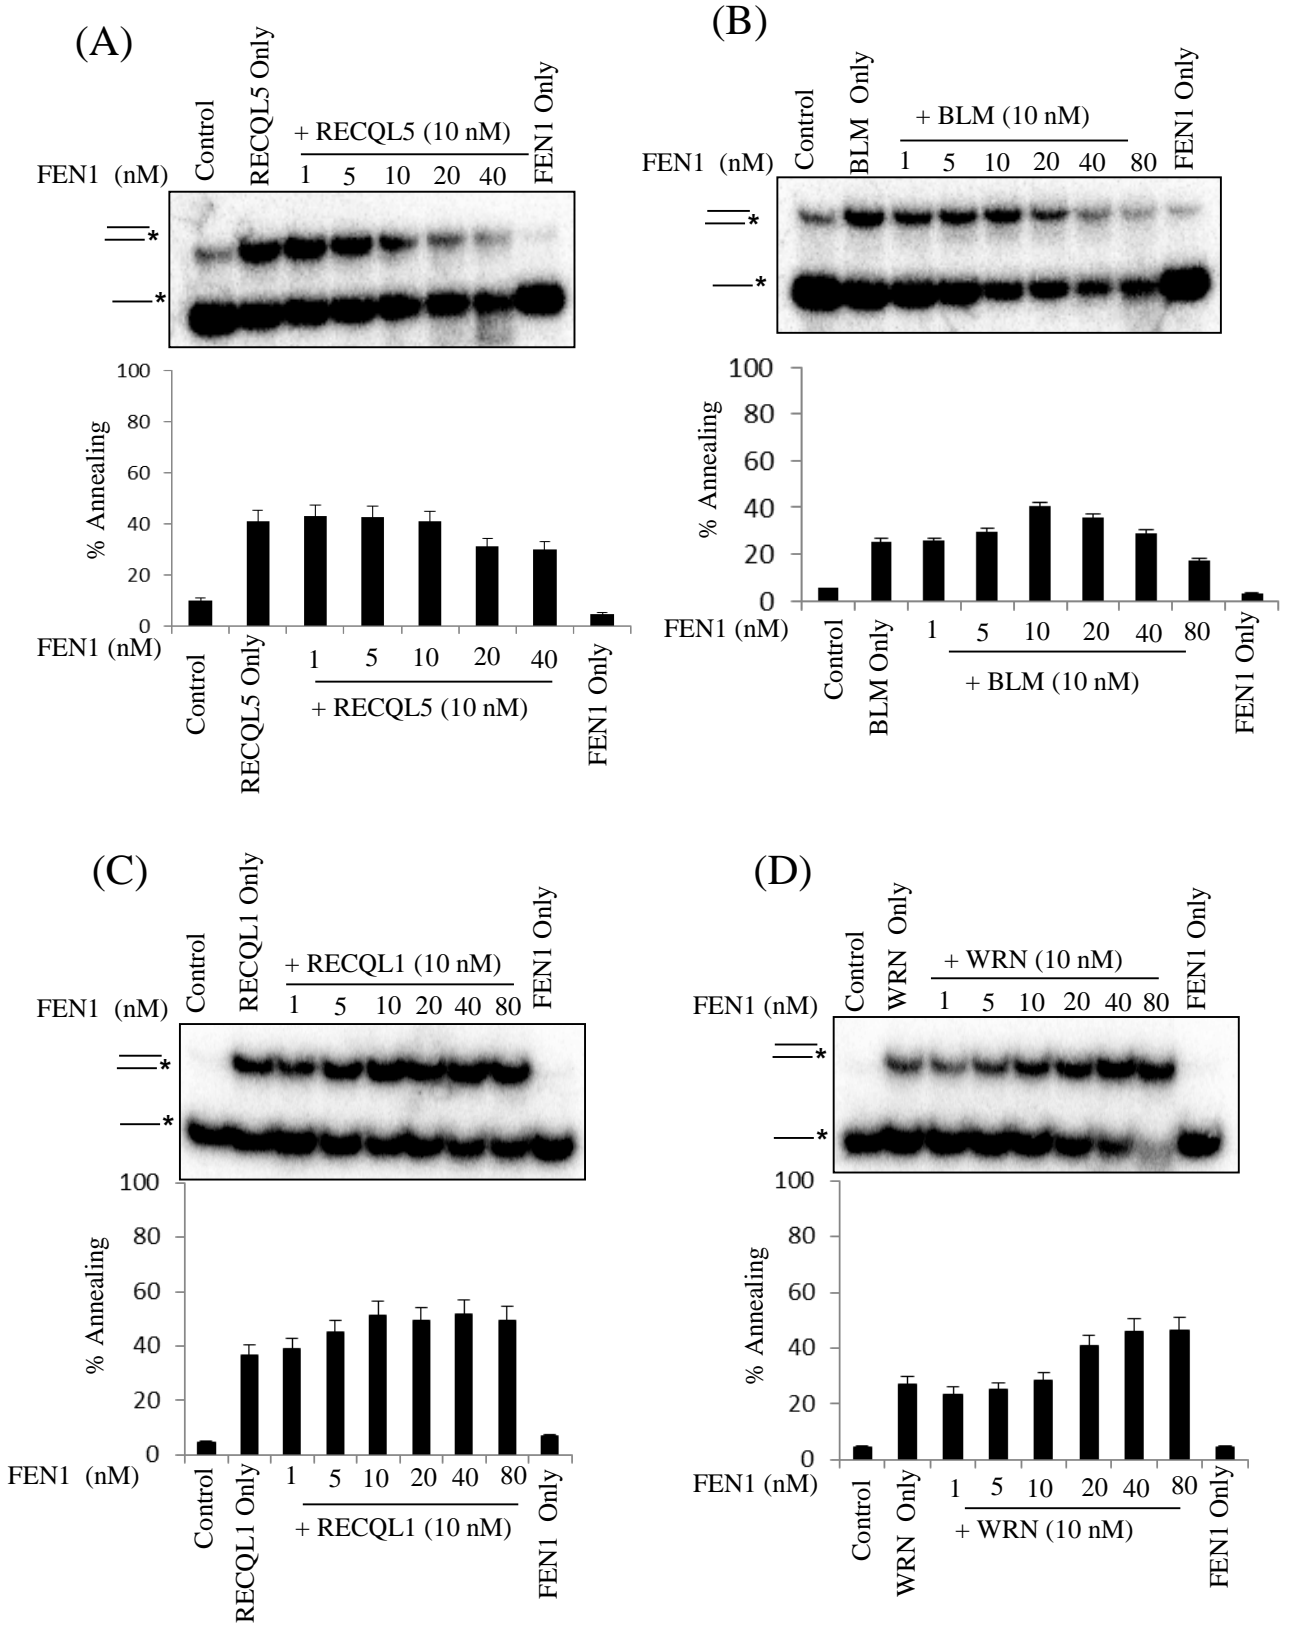 (A)
Control
RECQL5 Only
+ RECQL5 (10 nM)
FEN1 Only
FEN1 (nM) 1 5 10 20 40
*
*
100
80
60
40
20
0
% Annealing
FEN1 (nM) 1 5 10 20 40
Control
RECQL5 Only
+ RECQL5 (10 nM)
FEN1 Only
(B)
Control
BLM Only
+ BLM (10 nM)
FEN1 Only
FEN1 (nM) 1 5 10 20 40 80
*
*
100
80
60
40
20
0
% Annealing
FEN1 (nM) 1 5 10 20 40 80
Control
BLM Only
+ BLM (10 nM)
FEN1 Only
(C)
Control
RECQL1 Only
+ RECQL1 (10 nM)
FEN1 Only
FEN1 (nM) 1 5 10 20 40 80
*
*
100
80
60
40
20
0
% Annealing
FEN1 (nM) 1 5 10 20 40 80
Control
RECQL1 Only
+ RECQL1 (10 nM)
FEN1 Only
(D)
Control
WRN Only
+ WRN (10 nM)
FEN1 Only
FEN1 (nM) 1 5 10 20 40 80
*
*
100
80
60
40
20
0
% Annealing
FEN1 (nM) 1 5 10 20 40 80
Control
WRN Only
+ WRN (10 nM)
FEN1 Only